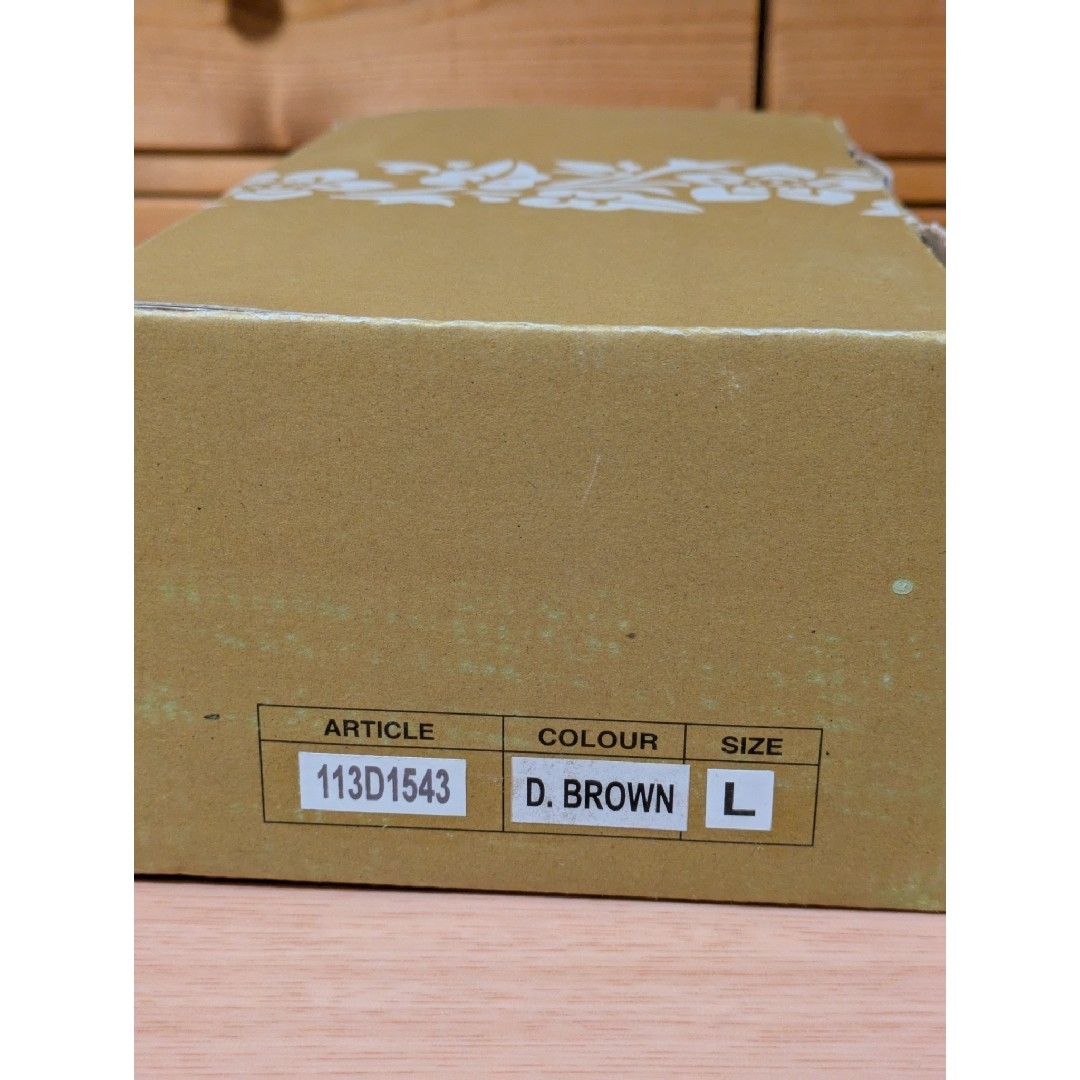 ARTICLE COLOUR SIZE
113D1543 D. BROWN L